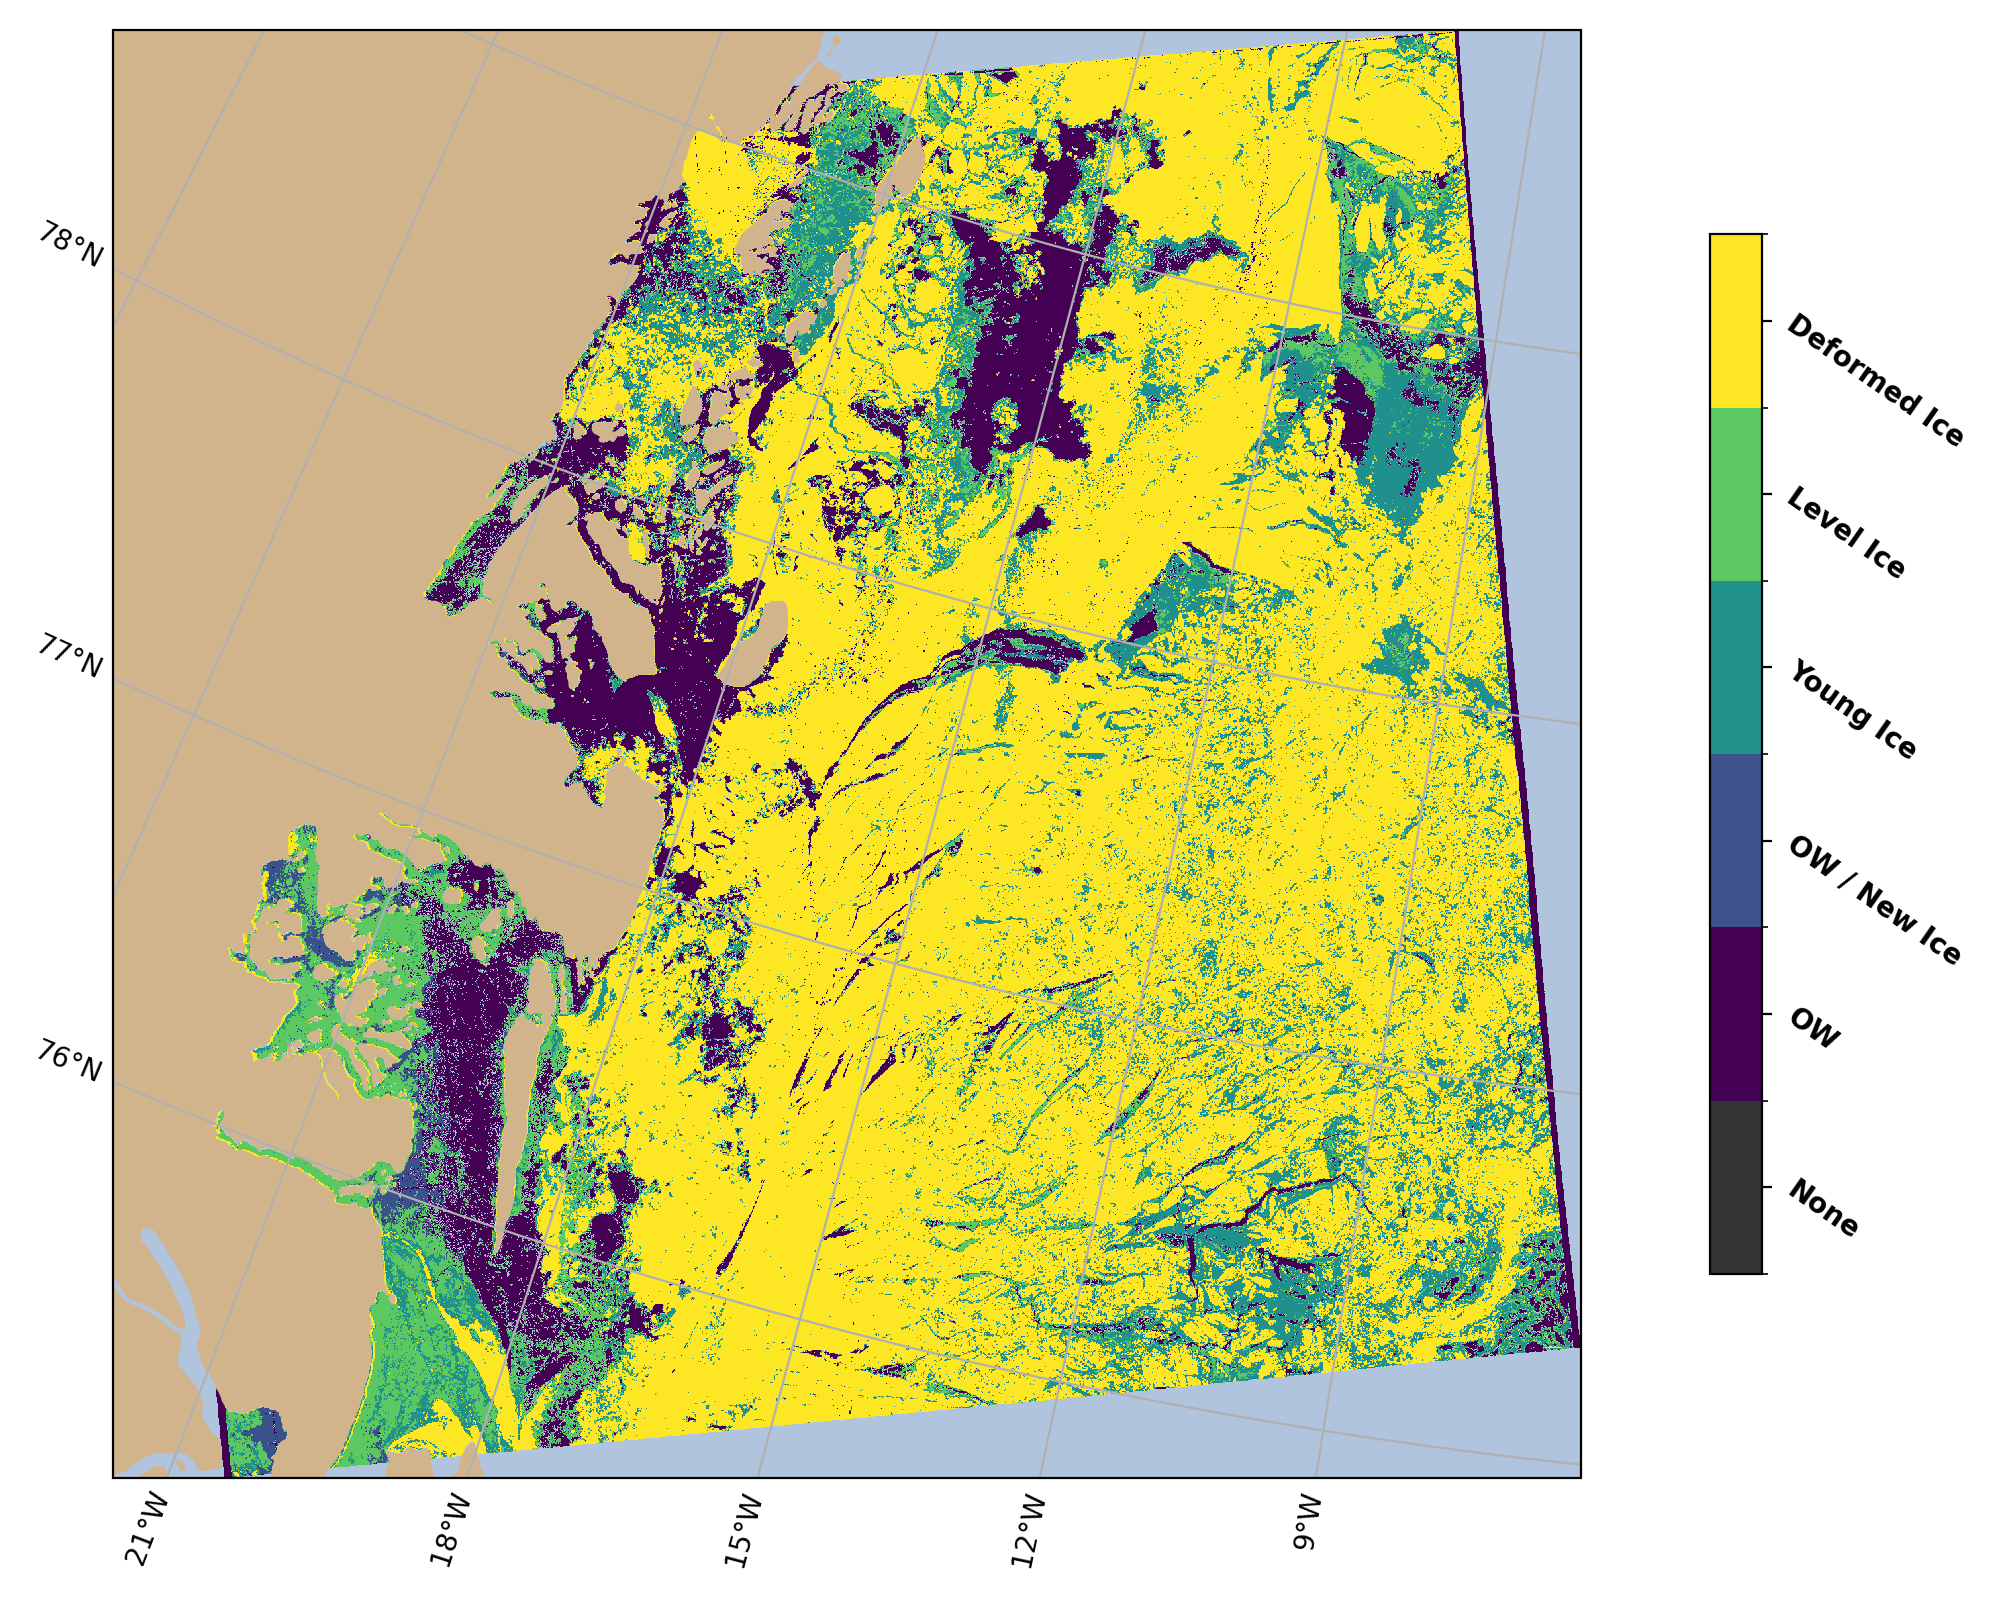 78°N
77°N
76°N
21°W
18°W
15°W
12°W
9°W
Deformed Ice
Level Ice
Young Ice
OW / New Ice
OW
None